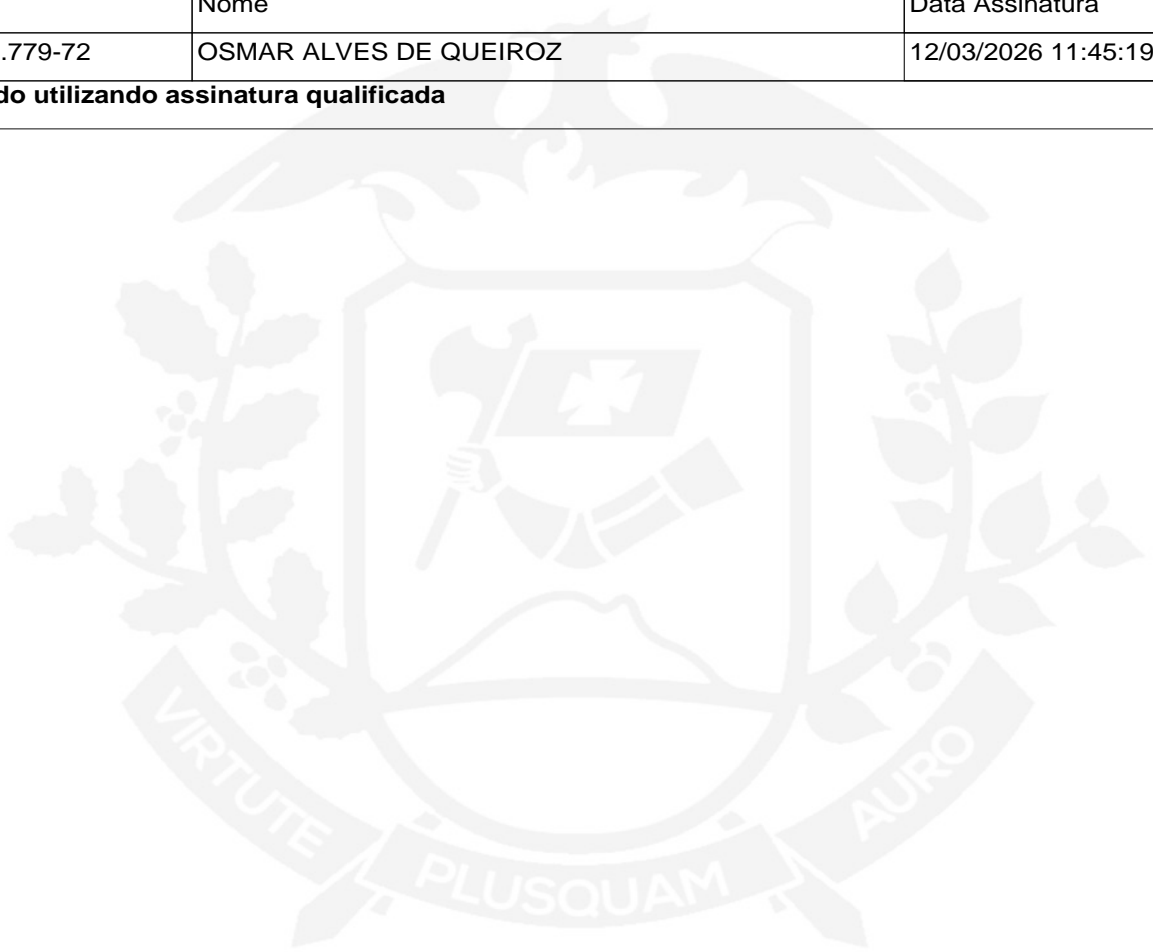 Nome Data Assinatura
.779-72 OSMAR ALVES DE QUEIROZ 12/03/2026 11:45:19
do utilizando assinatura qualificada
VIRTUTE PLUSQUAM AURO